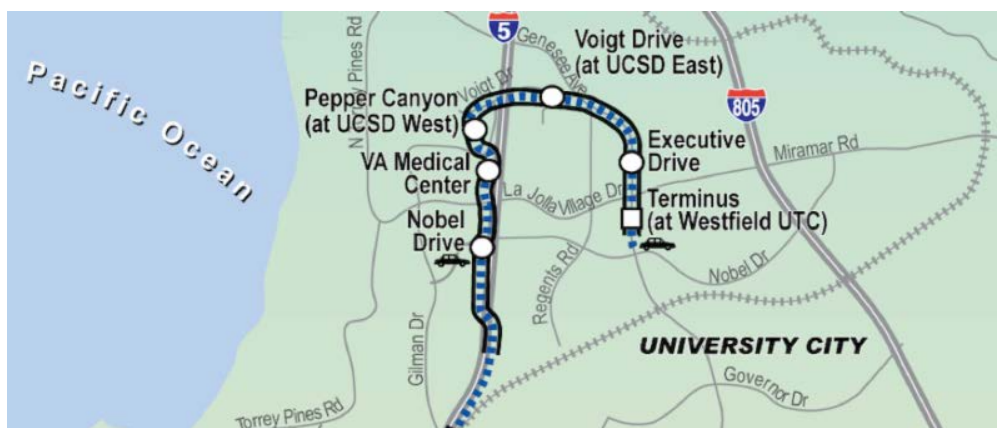 Pacific Ocean
N Torrey Pines Rd
5
Genesee Ave
Voigt Drive
(at UCSD East)
Voigt Dr
Pepper Canyon
(at UCSD West)
805
Executive
Drive
Miramar Rd
VA Medical
Center
La Jolla Village Dr
Terminus
(at Westfield UTC)
Nobel
Drive
Regents Rd
Nobel Dr
Gilman Dr
UNIVERSITY CITY
Governor Dr
Torrey Pines Rd